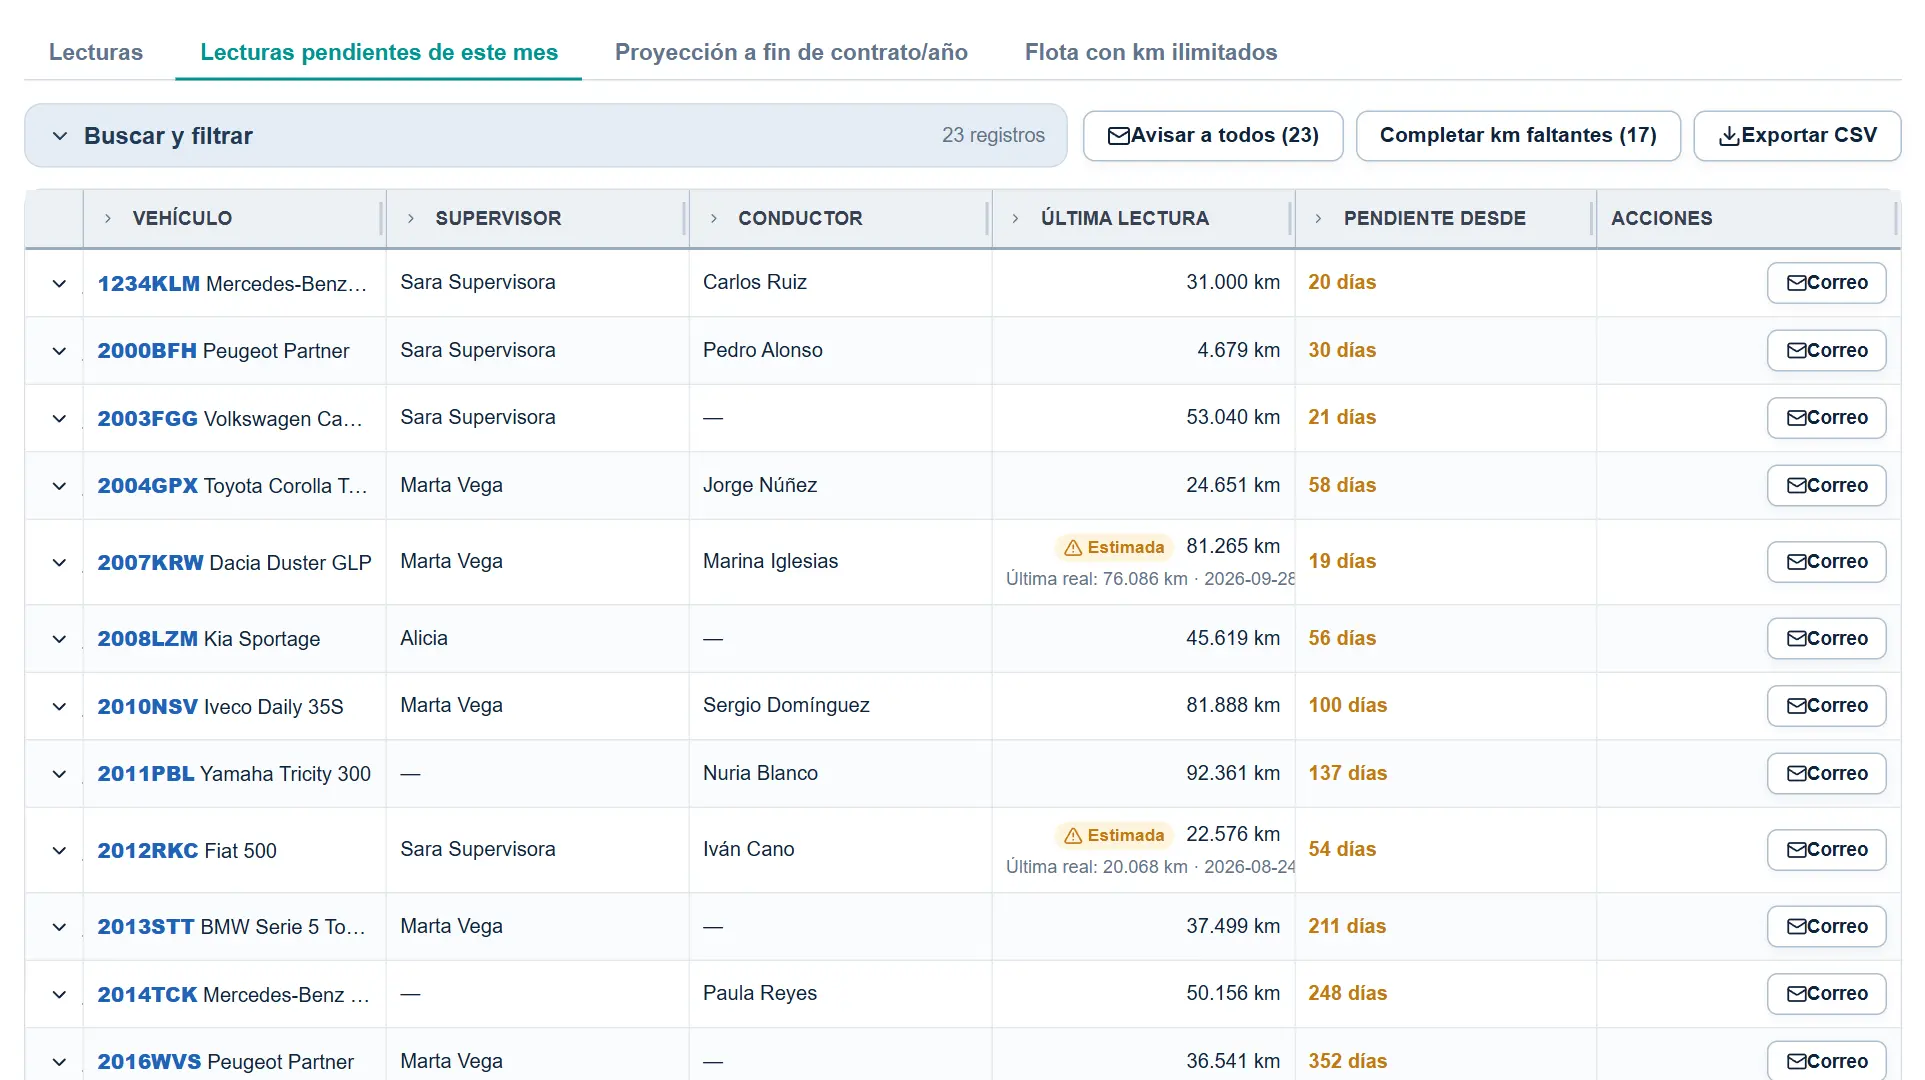 Lecturas Lecturas pendientes de este mes Proyección a fin de contrato/año Flota con km ilimitados
Buscar y filtrar 23 registros Avisar a todos (23) Completar km faltantes (17) Exportar CSV
VEHÍCULO SUPERVISOR CONDUCTOR ÚLTIMA LECTURA PENDIENTE DESDE ACCIONES
1234KLM Mercedes-Benz… Sara Supervisora Carlos Ruiz 31.000 km 20 días Correo
2000BFH Peugeot Partner Sara Supervisora Pedro Alonso 4.679 km 30 días Correo
2003FGG Volkswagen Ca… Sara Supervisora — 53.040 km 21 días Correo
2004GPX Toyota Corolla T… Marta Vega Jorge Núñez 24.651 km 58 días Correo
2007KRW Dacia Duster GLP Marta Vega Marina Iglesias Estimada 81.265 km 19 días Correo
Última real: 76.086 km · 2026-09-28
2008LZM Kia Sportage Alicia — 45.619 km 56 días Correo
2010NSV Iveco Daily 35S Marta Vega Sergio Domínguez 81.888 km 100 días Correo
2011PBL Yamaha Tricity 300 — Nuria Blanco 92.361 km 137 días Correo
2012RKC Fiat 500 Sara Supervisora Iván Cano Estimada 22.576 km 54 días Correo
Última real: 20.068 km · 2026-08-24
2013STT BMW Serie 5 To… Marta Vega — 37.499 km 211 días Correo
2014TCK Mercedes-Benz … — Paula Reyes 50.156 km 248 días Correo
2016WVS Peugeot Partner Marta Vega — 36.541 km 352 días Correo